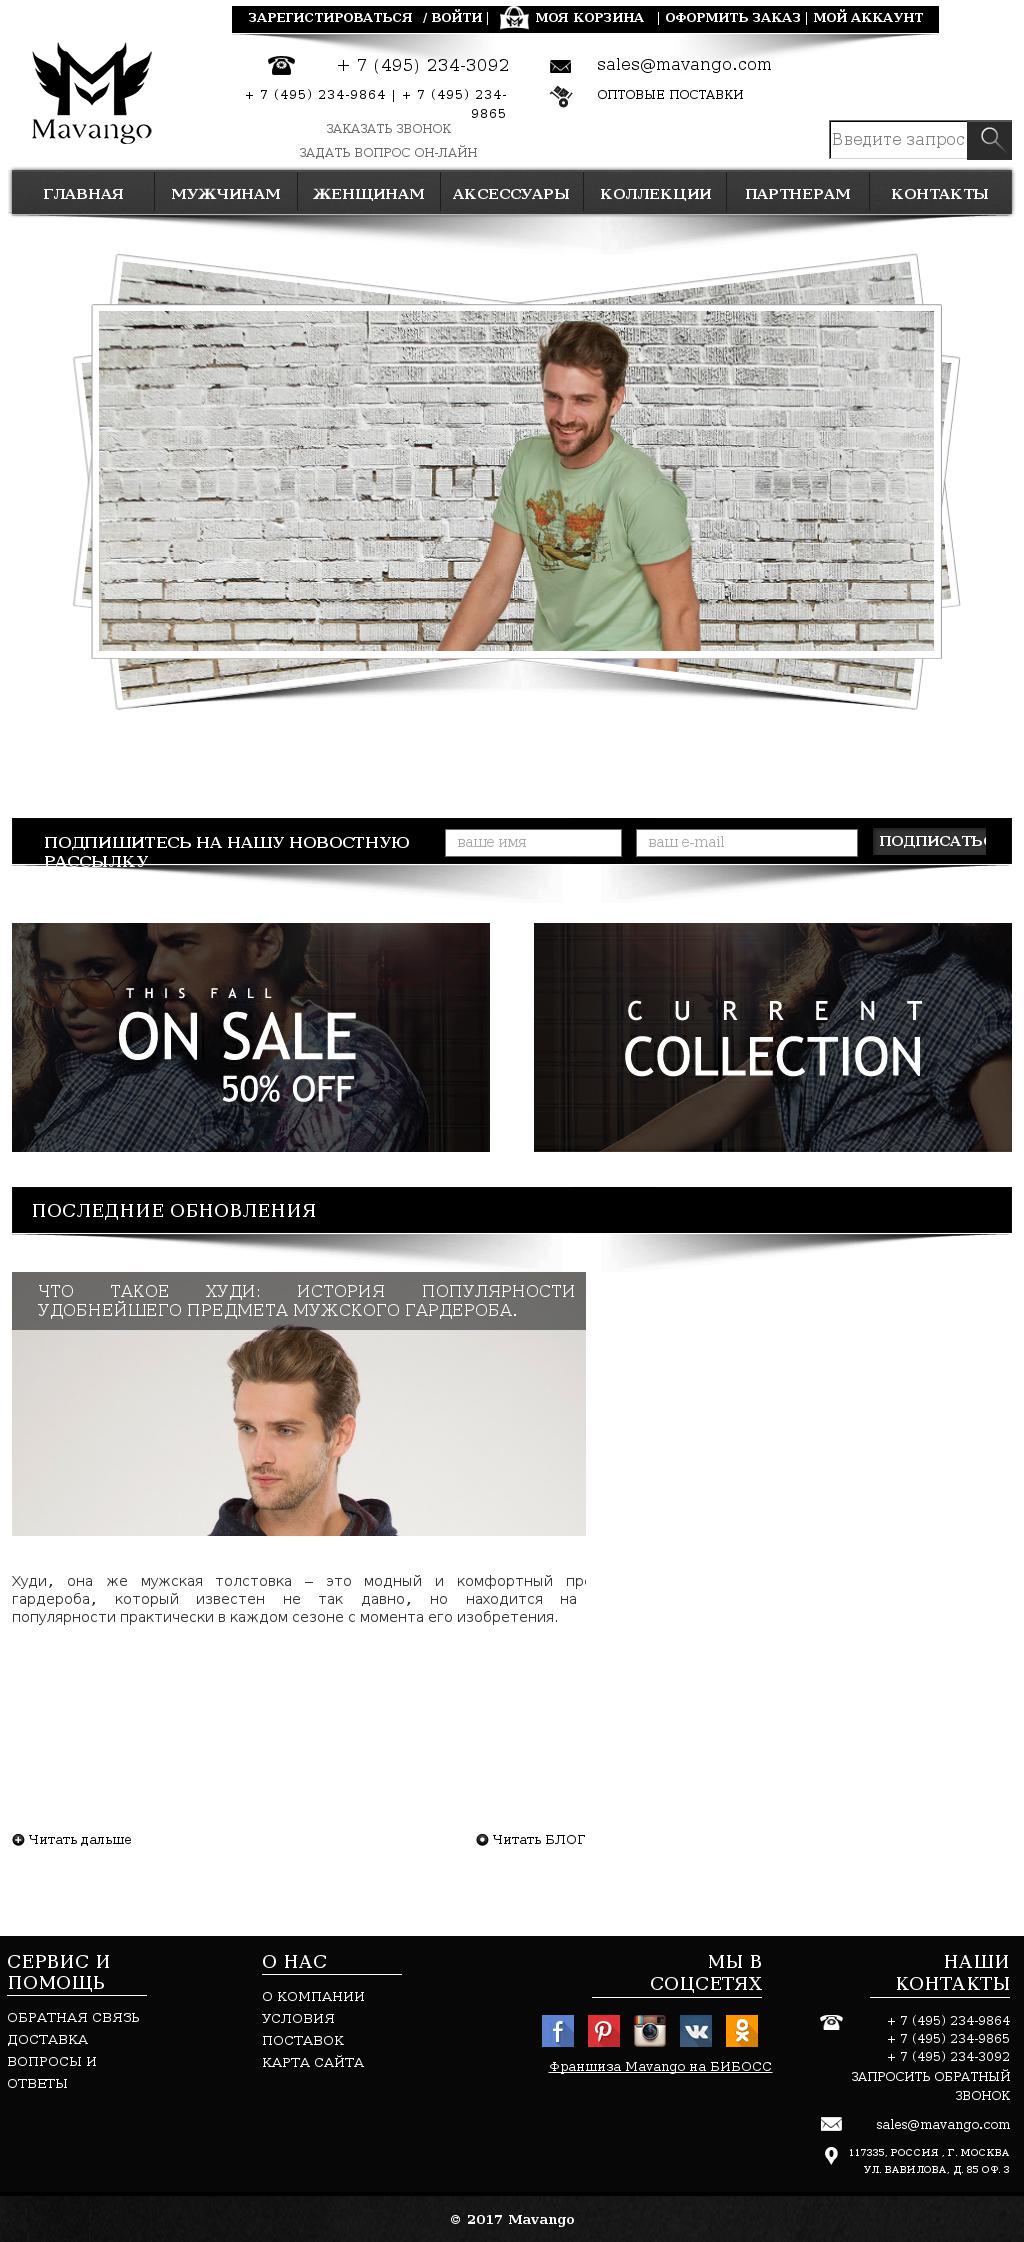 ЗАРЕГИСТИРОВАТЬСЯ / ВОЙТИ | МОЯ КОРЗИНА | ОФОРМИТЬ ЗАКАЗ | МОЙ АККАУНТ
Mavango
+ 7 (495) 234-3092
sales@mavango.com
+ 7 (495) 234-9864 | + 7 (495) 234-
9865
ОПТОВЫЕ ПОСТАВКИ
ЗАКАЗАТЬ ЗВОНОК
ЗАДАТЬ ВОПРОС ОН-ЛАЙН
Введите запрос
ГЛАВНАЯ МУЖЧИНАМ ЖЕНЩИНАМ АКСЕССУАРЫ КОЛЛЕКЦИИ ПАРТНЕРАМ КОНТАКТЫ
ПОДПИШИТЕСЬ НА НАШУ НОВОСТНУЮ
РАССЫЛКУ
ваше имя
ваш e-mail
ПОДПИСАТЬС
THIS FALL
ON SALE
50% OFF
CURRENT
COLLECTION
ПОСЛЕДНИЕ ОБНОВЛЕНИЯ
ЧТО ТАКОЕ ХУДИ: ИСТОРИЯ ПОПУЛЯРНОСТИ
УДОБНЕЙШЕГО ПРЕДМЕТА МУЖСКОГО ГАРДЕРОБА.
Худи, она же мужская толстовка – это модный и комфортный пр
гардероба, который известен не так давно, но находится на
популярности практически в каждом сезоне с момента его изобретения.
Читать дальше
Читать БЛОГ
СЕРВИС И
ПОМОЩЬ
ОБРАТНАЯ СВЯЗЬ
ДОСТАВКА
ВОПРОСЫ И
ОТВЕТЫ
О НАС
О КОМПАНИИ
УСЛОВИЯ
ПОСТАВОК
КАРТА САЙТА
МЫ В
СОЦСЕТЯХ
Франшиза Mavango на БИБОСС
НАШИ
КОНТАКТЫ
+ 7 (495) 234-9864
+ 7 (495) 234-9865
+ 7 (495) 234-3092
ЗАПРОСИТЬ ОБРАТНЫЙ
ЗВОНОК
sales@mavango.com
117335, РОССИЯ , Г. МОСКВА
УЛ. ВАВИЛОВА, Д. 85 ОФ. 3
© 2017 Mavango